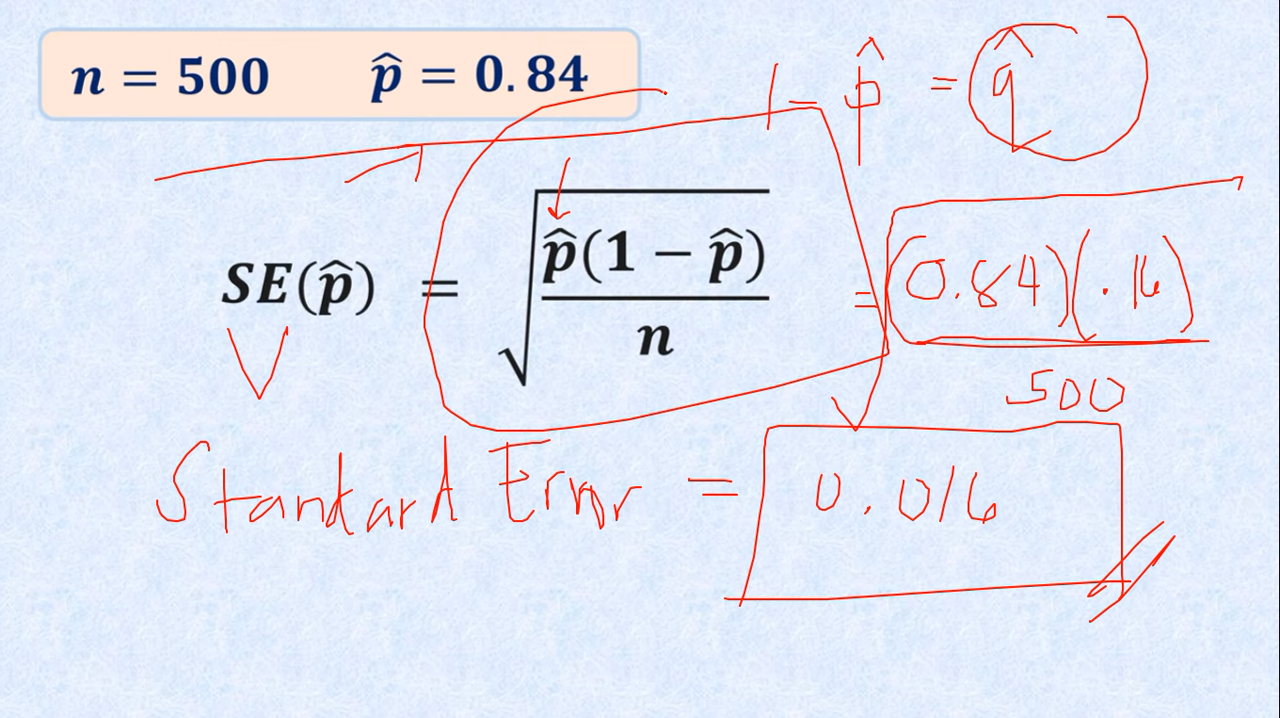 n = 500 p̂ = 0.84
1 - p̂ = q̂
SE(p̂) = √(p̂(1 − p̂) / n) = √((0.84)(.16) / 500)
Standard Error = 0.016